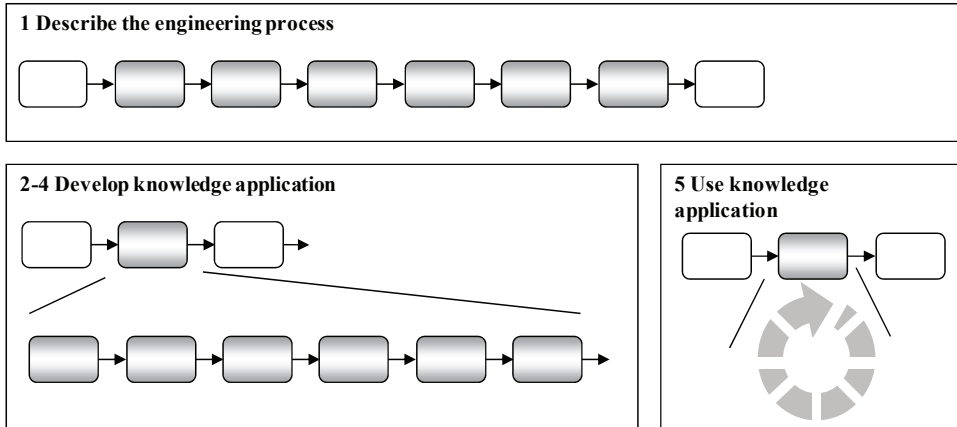 1 Describe the engineering process
2-4 Develop knowledge application
5 Use knowledge
application